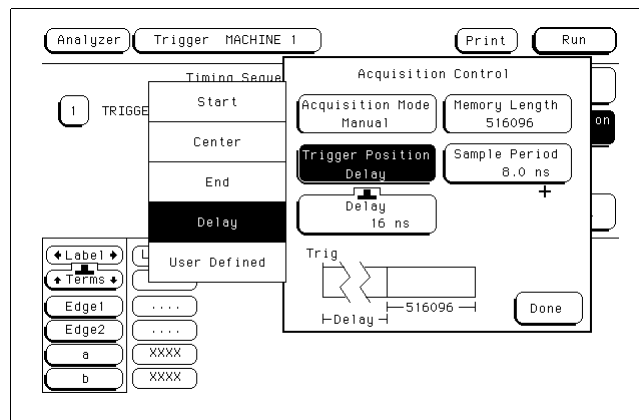 Analyzer Trigger MACHINE 1 Print Run
Timing Seque
1 TRIGGE
Start
Center
End
Delay
User Defined
Acquisition Control
Acquisition Mode
Manual
Memory Length
516096
Trigger Position
Delay
Sample Period
8.0 ns
Delay
16 ns
on
Trig
516096
Delay
Done
Label L
Terms
Edge1 ....
Edge2 ....
a XXXX
b XXXX